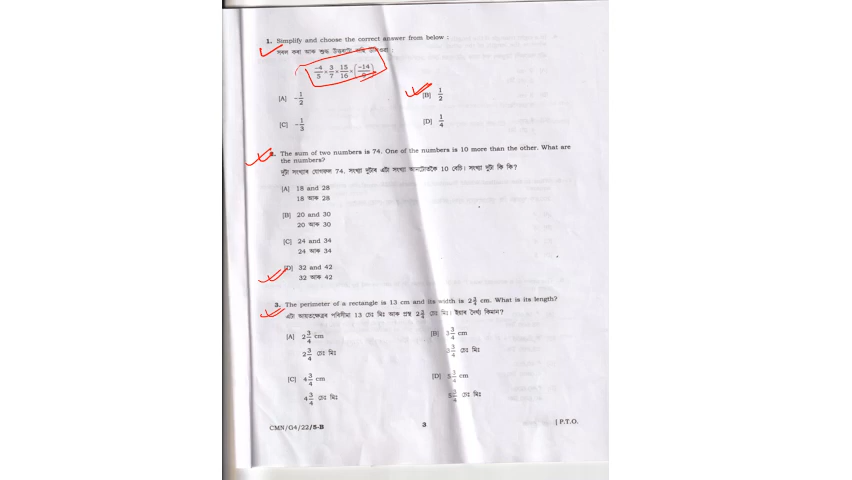 1. Simplify and choose the correct answer from below :
সৰল কৰা আৰু শুদ্ধ উত্তৰটো বাছি উলিওৱা :
-4/5 × 3/7 × 15/16 × (-14/9)
[A] -1/2
[B] 1/2
[C] -1/3
[D] 1/4
The sum of two numbers is 74. One of the numbers is 10 more than the other. What are
the numbers?
দুটা সংখ্যাৰ যোগফল 74. সংখ্যা দুটাৰ এটা সংখ্যা আনটোতকৈ 10 বেচি। সংখ্যা দুটা কি কি?
[A] 18 and 28
18 আৰু 28
[B] 20 and 30
20 আৰু 30
[C] 24 and 34
24 আৰু 34
[D] 32 and 42
32 আৰু 42
3. The perimeter of a rectangle is 13 cm and its width is 2 3/4 cm. What is its length?
এটা আয়তক্ষেত্ৰৰ পৰিসীমা 13 চেঃ মিঃ আৰু প্ৰস্থ 2 3/4 চেঃ মিঃ। ইয়াৰ দৈৰ্ঘ্য কিমান?
[A] 2 3/4 cm
2 3/4 চেঃ মিঃ
[B] 3 3/4 cm
3 3/4 চেঃ মিঃ
[C] 4 3/4 cm
4 3/4 চেঃ মিঃ
[D] cm
চেঃ মিঃ
CMN/G4/22/5-B
3
[ P.T.O.